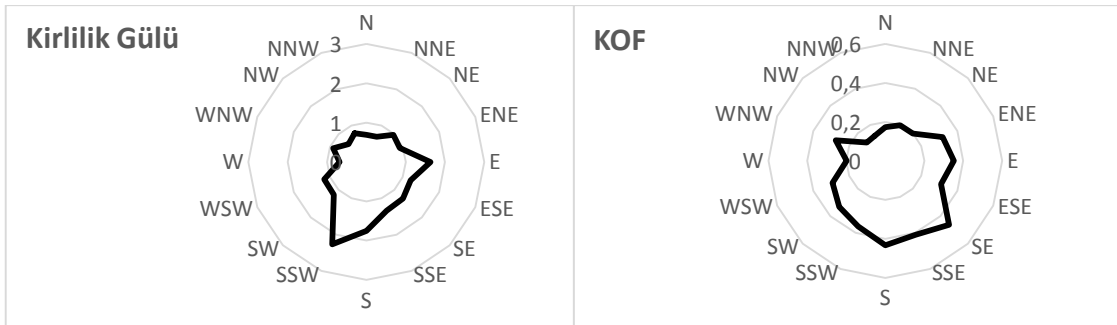 Kirlilik Gülü
N
NNE
NE
ENE
E
ESE
SE
SSE
S
SSW
SW
WSW
W
WNW
NW
NNW
3
2
1
0
KOF
N
NNE
NE
ENE
E
ESE
SE
SSE
S
SSW
SW
WSW
W
WNW
NW
NNW
0,6
0,4
0,2
0